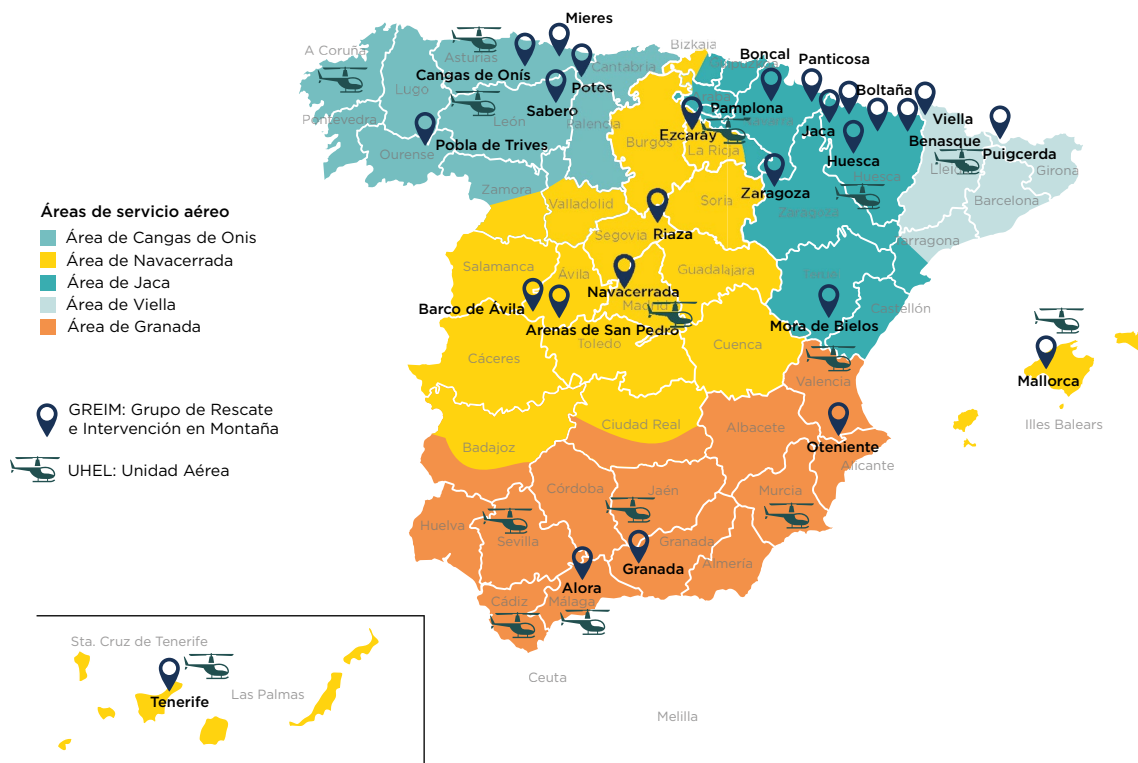 Mieres
A Coruña
Asturias
Bizkaia
Boncal
Panticosa
Cangas de Onís
Cantabria
Potes
Boltaña
Lugo
Sabero
Pamplona
Pontevedra
León
Palencia
Ezcaray
Jaca
Viella
Burgos
La Rioja
Huesca
Benasque
Puigcerda
Ourense
Pobla de Trives
Lleida
Girona
Zamora
Zaragoza
Huesca
Barcelona
Valladolid
Soria
Zaragoza
Segovia
Riaza
Tarragona
Áreas de servicio aéreo
Área de Cangas de Onis
Área de Navacerrada
Área de Jaca
Área de Viella
Área de Granada
Salamanca
Ávila
Guadalajara
Teruel
Navacerrada
Madrid
Castellón
Barco de Ávila
Arenas de San Pedro
Mora de Bielos
Toledo
Cuenca
Cáceres
Valencia
Mallorca
GREIM: Grupo de Rescate
e Intervención en Montaña
Illes Balears
Ciudad Real
Albacete
Badajoz
Oteniente
Alicante
UHEL: Unidad Aérea
Córdoba
Jaén
Murcia
Huelva
Sevilla
Granada
Granada
Almería
Alora
Cádiz
Málaga
Sta. Cruz de Tenerife
Ceuta
Las Palmas
Tenerife
Melilla